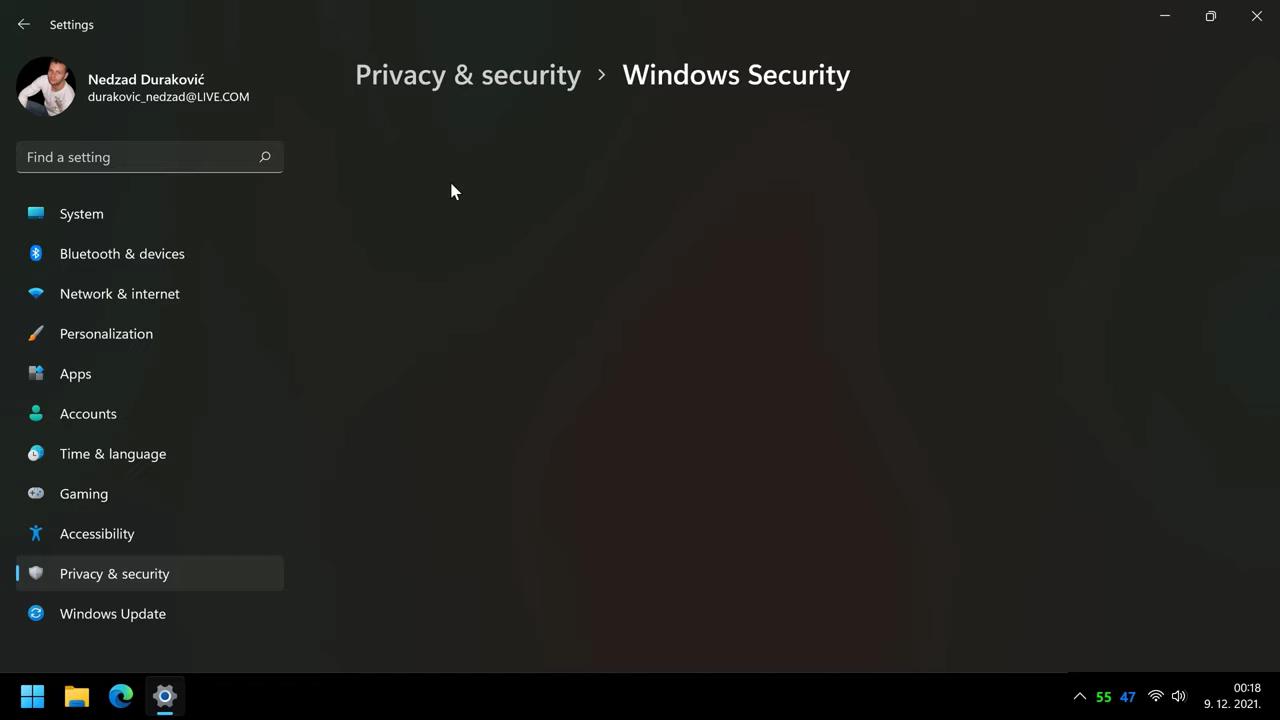 Settings
Nedzad Duraković
durakovic_nedzad@LIVE.COM
Find a setting
System
Bluetooth & devices
Network & internet
Personalization
Apps
Accounts
Time & language
Gaming
Accessibility
Privacy & security
Windows Update
Privacy & security > Windows Security
55 47
00:18
9. 12. 2021.